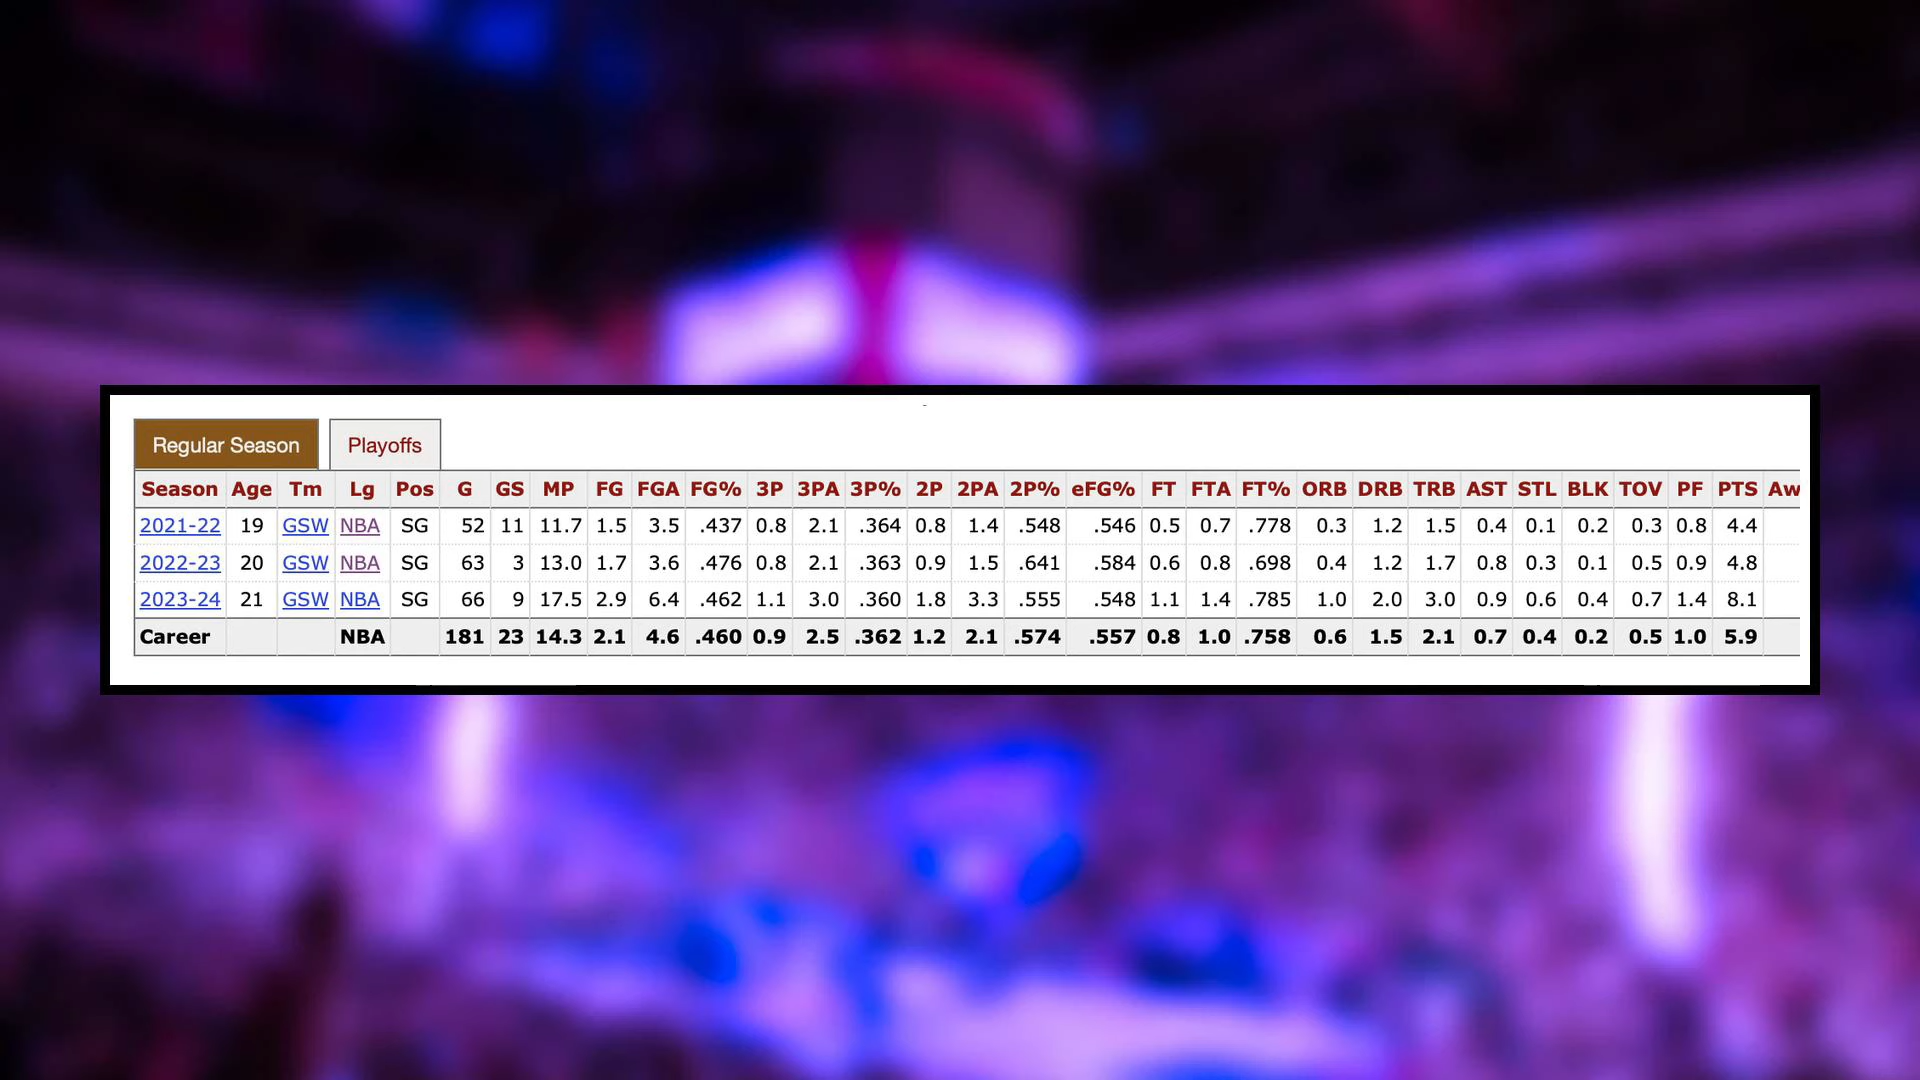 Regular Season Playoffs
Season Age Tm Lg Pos G GS MP FG FGA FG% 3P 3PA 3P% 2P 2PA 2P% eFG% FT FTA FT% ORB DRB TRB AST STL BLK TOV PF PTS Aw
2021-22 19 GSW NBA SG 52 11 11.7 1.5 3.5 .437 0.8 2.1 .364 0.8 1.4 .548 .546 0.5 0.7 .778 0.3 1.2 1.5 0.4 0.1 0.2 0.3 0.8 4.4
2022-23 20 GSW NBA SG 63 3 13.0 1.7 3.6 .476 0.8 2.1 .363 0.9 1.5 .641 .584 0.6 0.8 .698 0.4 1.2 1.7 0.8 0.3 0.1 0.5 0.9 4.8
2023-24 21 GSW NBA SG 66 9 17.5 2.9 6.4 .462 1.1 3.0 .360 1.8 3.3 .555 .548 1.1 1.4 .785 1.0 2.0 3.0 0.9 0.6 0.4 0.7 1.4 8.1
Career NBA 181 23 14.3 2.1 4.6 .460 0.9 2.5 .362 1.2 2.1 .574 .557 0.8 1.0 .758 0.6 1.5 2.1 0.7 0.4 0.2 0.5 1.0 5.9